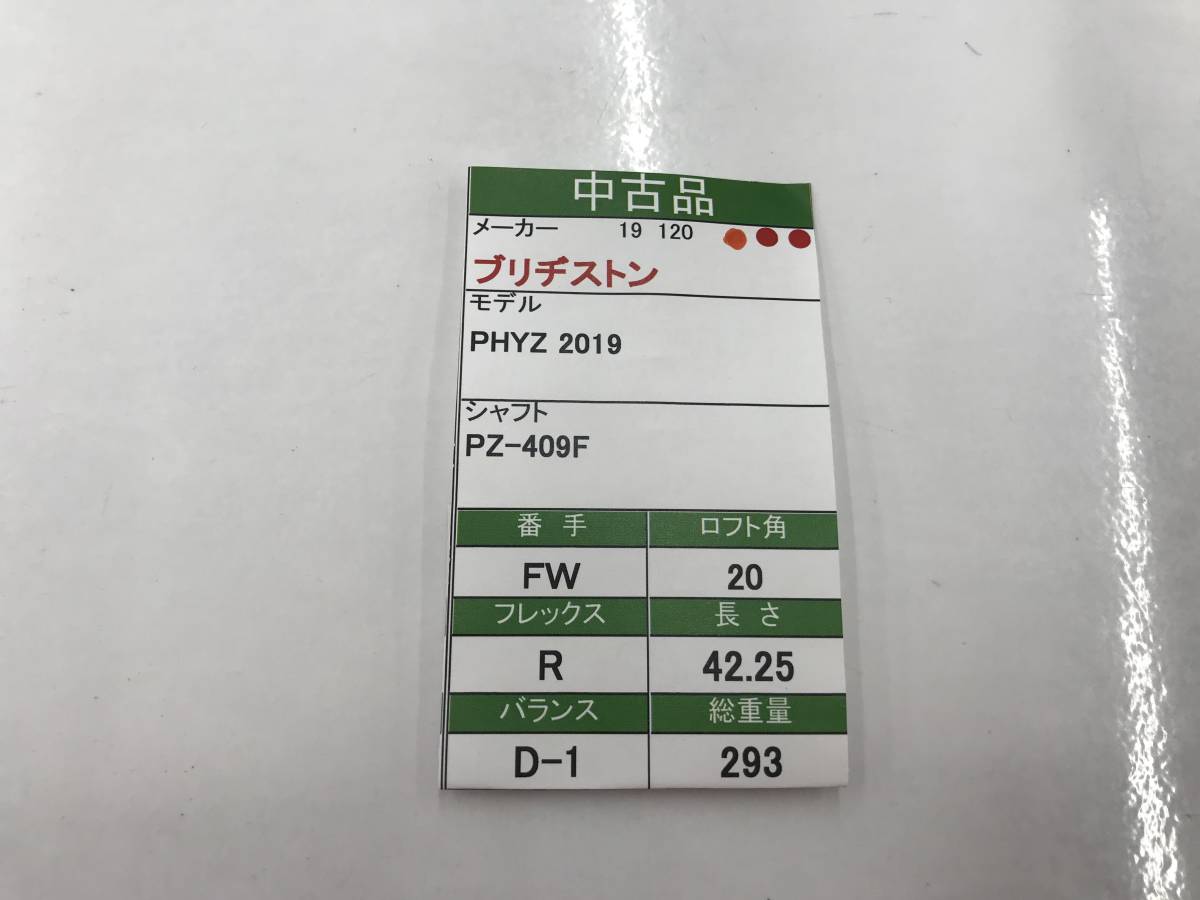 中古品
メーカー 19 120
ブリヂストン
モデル
PHYZ 2019
シャフト
PZ-409F
番 手 ロフト角
FW 20
フレックス 長 さ
R 42.25
バランス 総重量
D-1 293